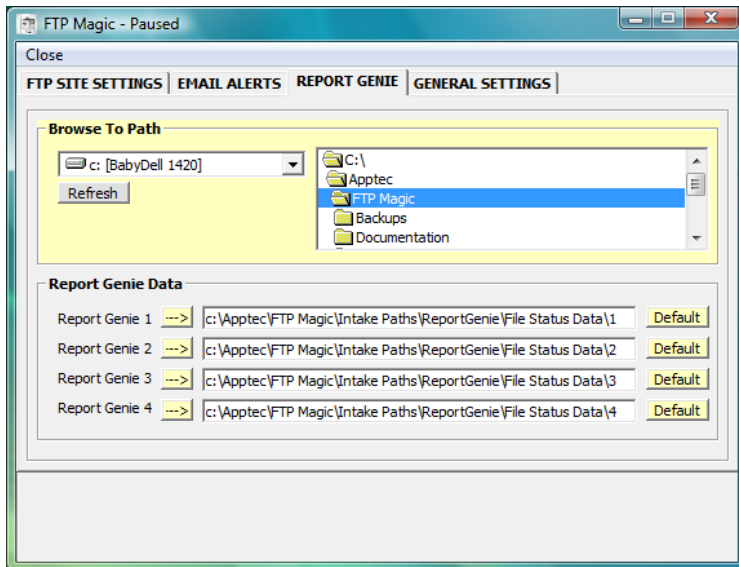 FTP Magic - Paused
Close
FTP SITE SETTINGS EMAIL ALERTS REPORT GENIE GENERAL SETTINGS
Browse To Path
c: [BabyDell 1420]
Refresh
C:\
Apptec
FTP Magic
Backups
Documentation
Report Genie Data
Report Genie 1 ---> c:\Apptec\FTP Magic\Intake Paths\ReportGenie\File Status Data\1 Default
Report Genie 2 ---> c:\Apptec\FTP Magic\Intake Paths\ReportGenie\File Status Data\2 Default
Report Genie 3 ---> c:\Apptec\FTP Magic\Intake Paths\ReportGenie\File Status Data\3 Default
Report Genie 4 ---> c:\Apptec\FTP Magic\Intake Paths\ReportGenie\File Status Data\4 Default